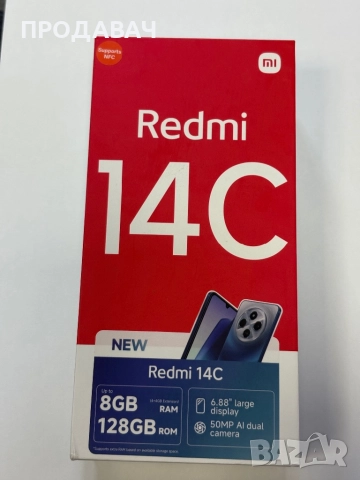 ПРОДАВАЧ
Supports
NFC
mi
Redmi
14C
NEW
Redmi 14C
Up to
8GB
RAM
128GB ROM
6.88" large
display
50MP AI dual
camera
BAZAR